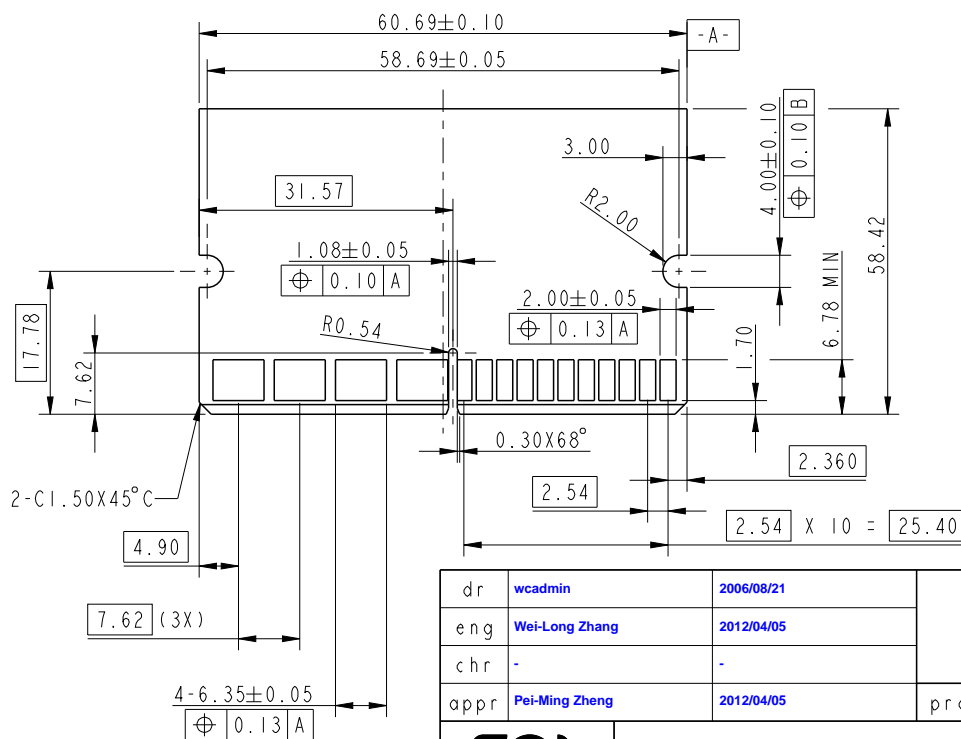 60.69±0.10
-A-
58.69±0.05
4.00±0.10
⌖ 0.10 B
3.00
31.57
R2.00
58.42
1.08±0.05
⌖ 0.10 A
6.78 MIN
2.00±0.05
⌖ 0.13 A
17.78
R0.54
1.70
7.62
0.30X68°
2.360
2-C1.50X45°C
2.54
2.54 X 10 = 25.40
4.90
7.62 (3X)
4-6.35±0.05
⌖ 0.13 A
dr wcadmin 2006/08/21
eng Wei-Long Zhang 2012/04/05
chr - -
appr Pei-Ming Zheng 2012/04/05